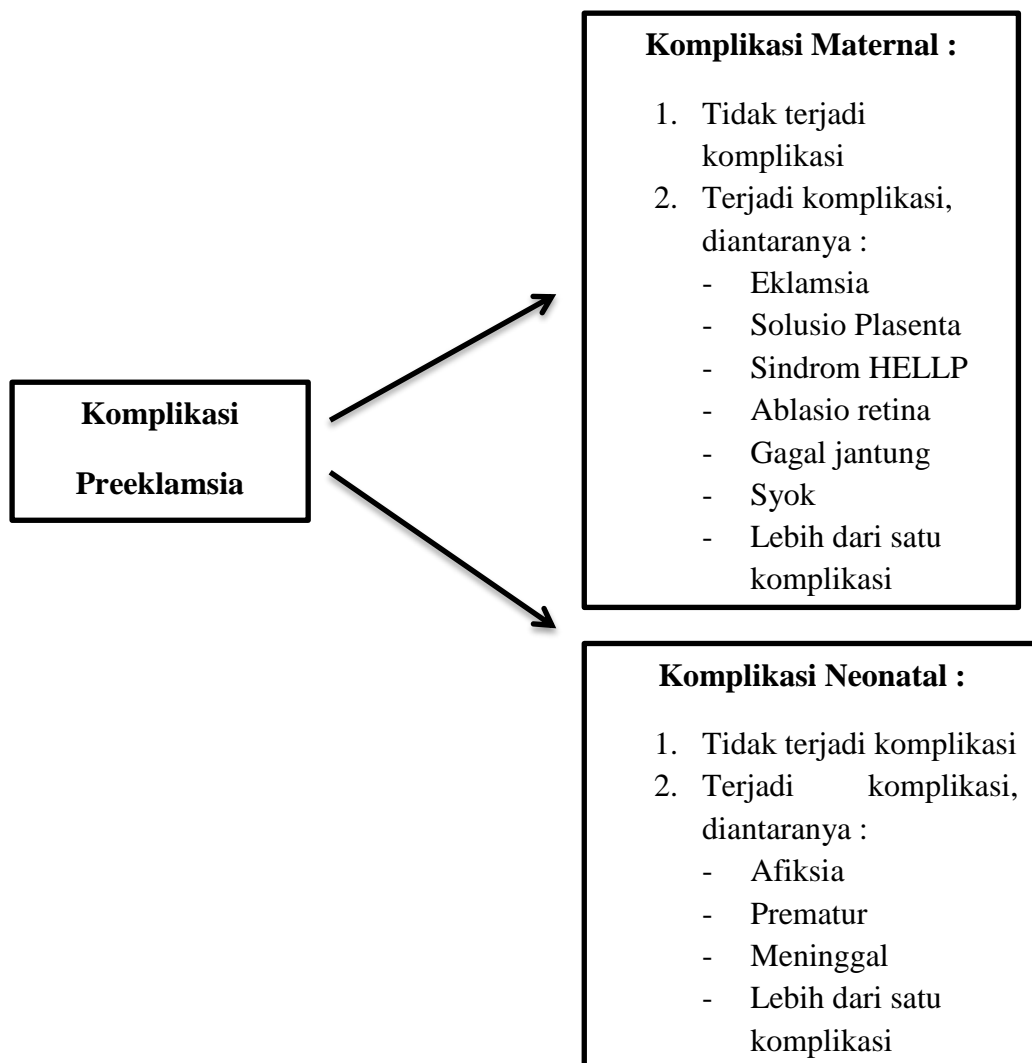 Komplikasi
Preeklamsia
Komplikasi Maternal :
1. Tidak terjadi
komplikasi
2. Terjadi komplikasi,
diantaranya :
- Eklamsia
- Solusio Plasenta
- Sindrom HELLP
- Ablasio retina
- Gagal jantung
- Syok
- Lebih dari satu
komplikasi
Komplikasi Neonatal :
1. Tidak terjadi komplikasi
2. Terjadi komplikasi,
diantaranya :
- Afiksia
- Prematur
- Meninggal
- Lebih dari satu
komplikasi